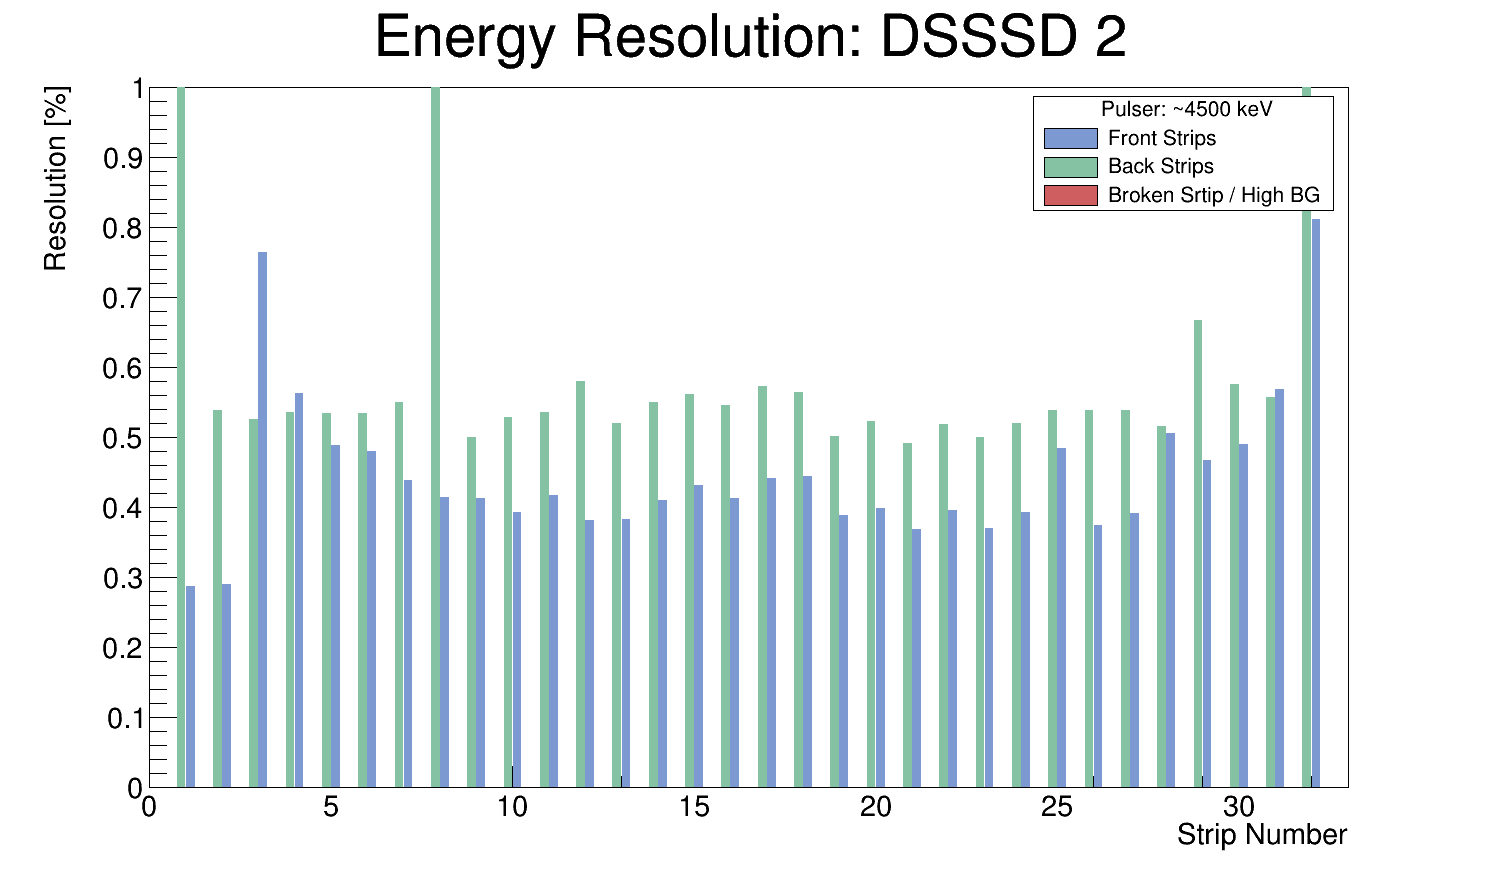 Energy Resolution: DSSSD 2
Resolution [%]
1
0.9
0.8
0.7
0.6
0.5
0.4
0.3
0.2
0.1
0
Pulser: ~4500 keV
Front Strips
Back Strips
Broken Srtip / High BG
0 5 10 15 20 25 30
Strip Number